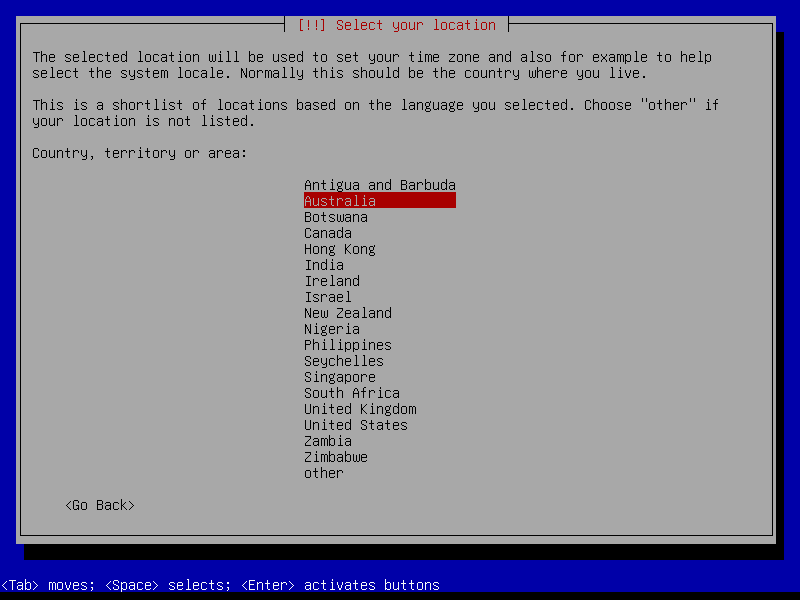 [!!] Select your location
The selected location will be used to set your time zone and also for example to help
select the system locale. Normally this should be the country where you live.
This is a shortlist of locations based on the language you selected. Choose "other" if
your location is not listed.
Country, territory or area:
Antigua and Barbuda
Australia
Botswana
Canada
Hong Kong
India
Ireland
Israel
New Zealand
Nigeria
Philippines
Seychelles
Singapore
South Africa
United Kingdom
United States
Zambia
Zimbabwe
other
<Go Back>
<Tab> moves; <Space> selects; <Enter> activates buttons